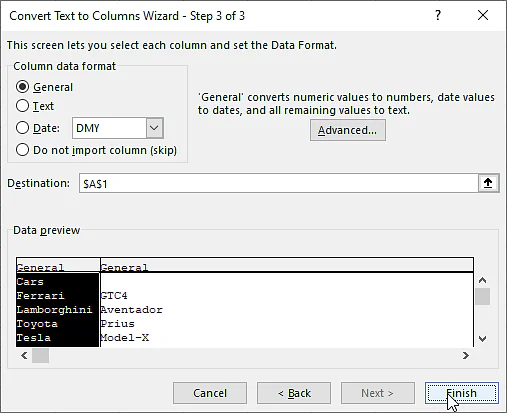 Convert Text to Columns Wizard - Step 3 of 3
This screen lets you select each column and set the Data Format.
Column data format
General
Text
Date: DMY
Do not import column (skip)
'General' converts numeric values to numbers, date values
to dates, and all remaining values to text.
Advanced...
Destination: $A$1
Data preview
General General
Cars
Ferrari GTC4
Lamborghini Aventador
Toyota Prius
Tesla Model-X
Cancel < Back Next > Finish